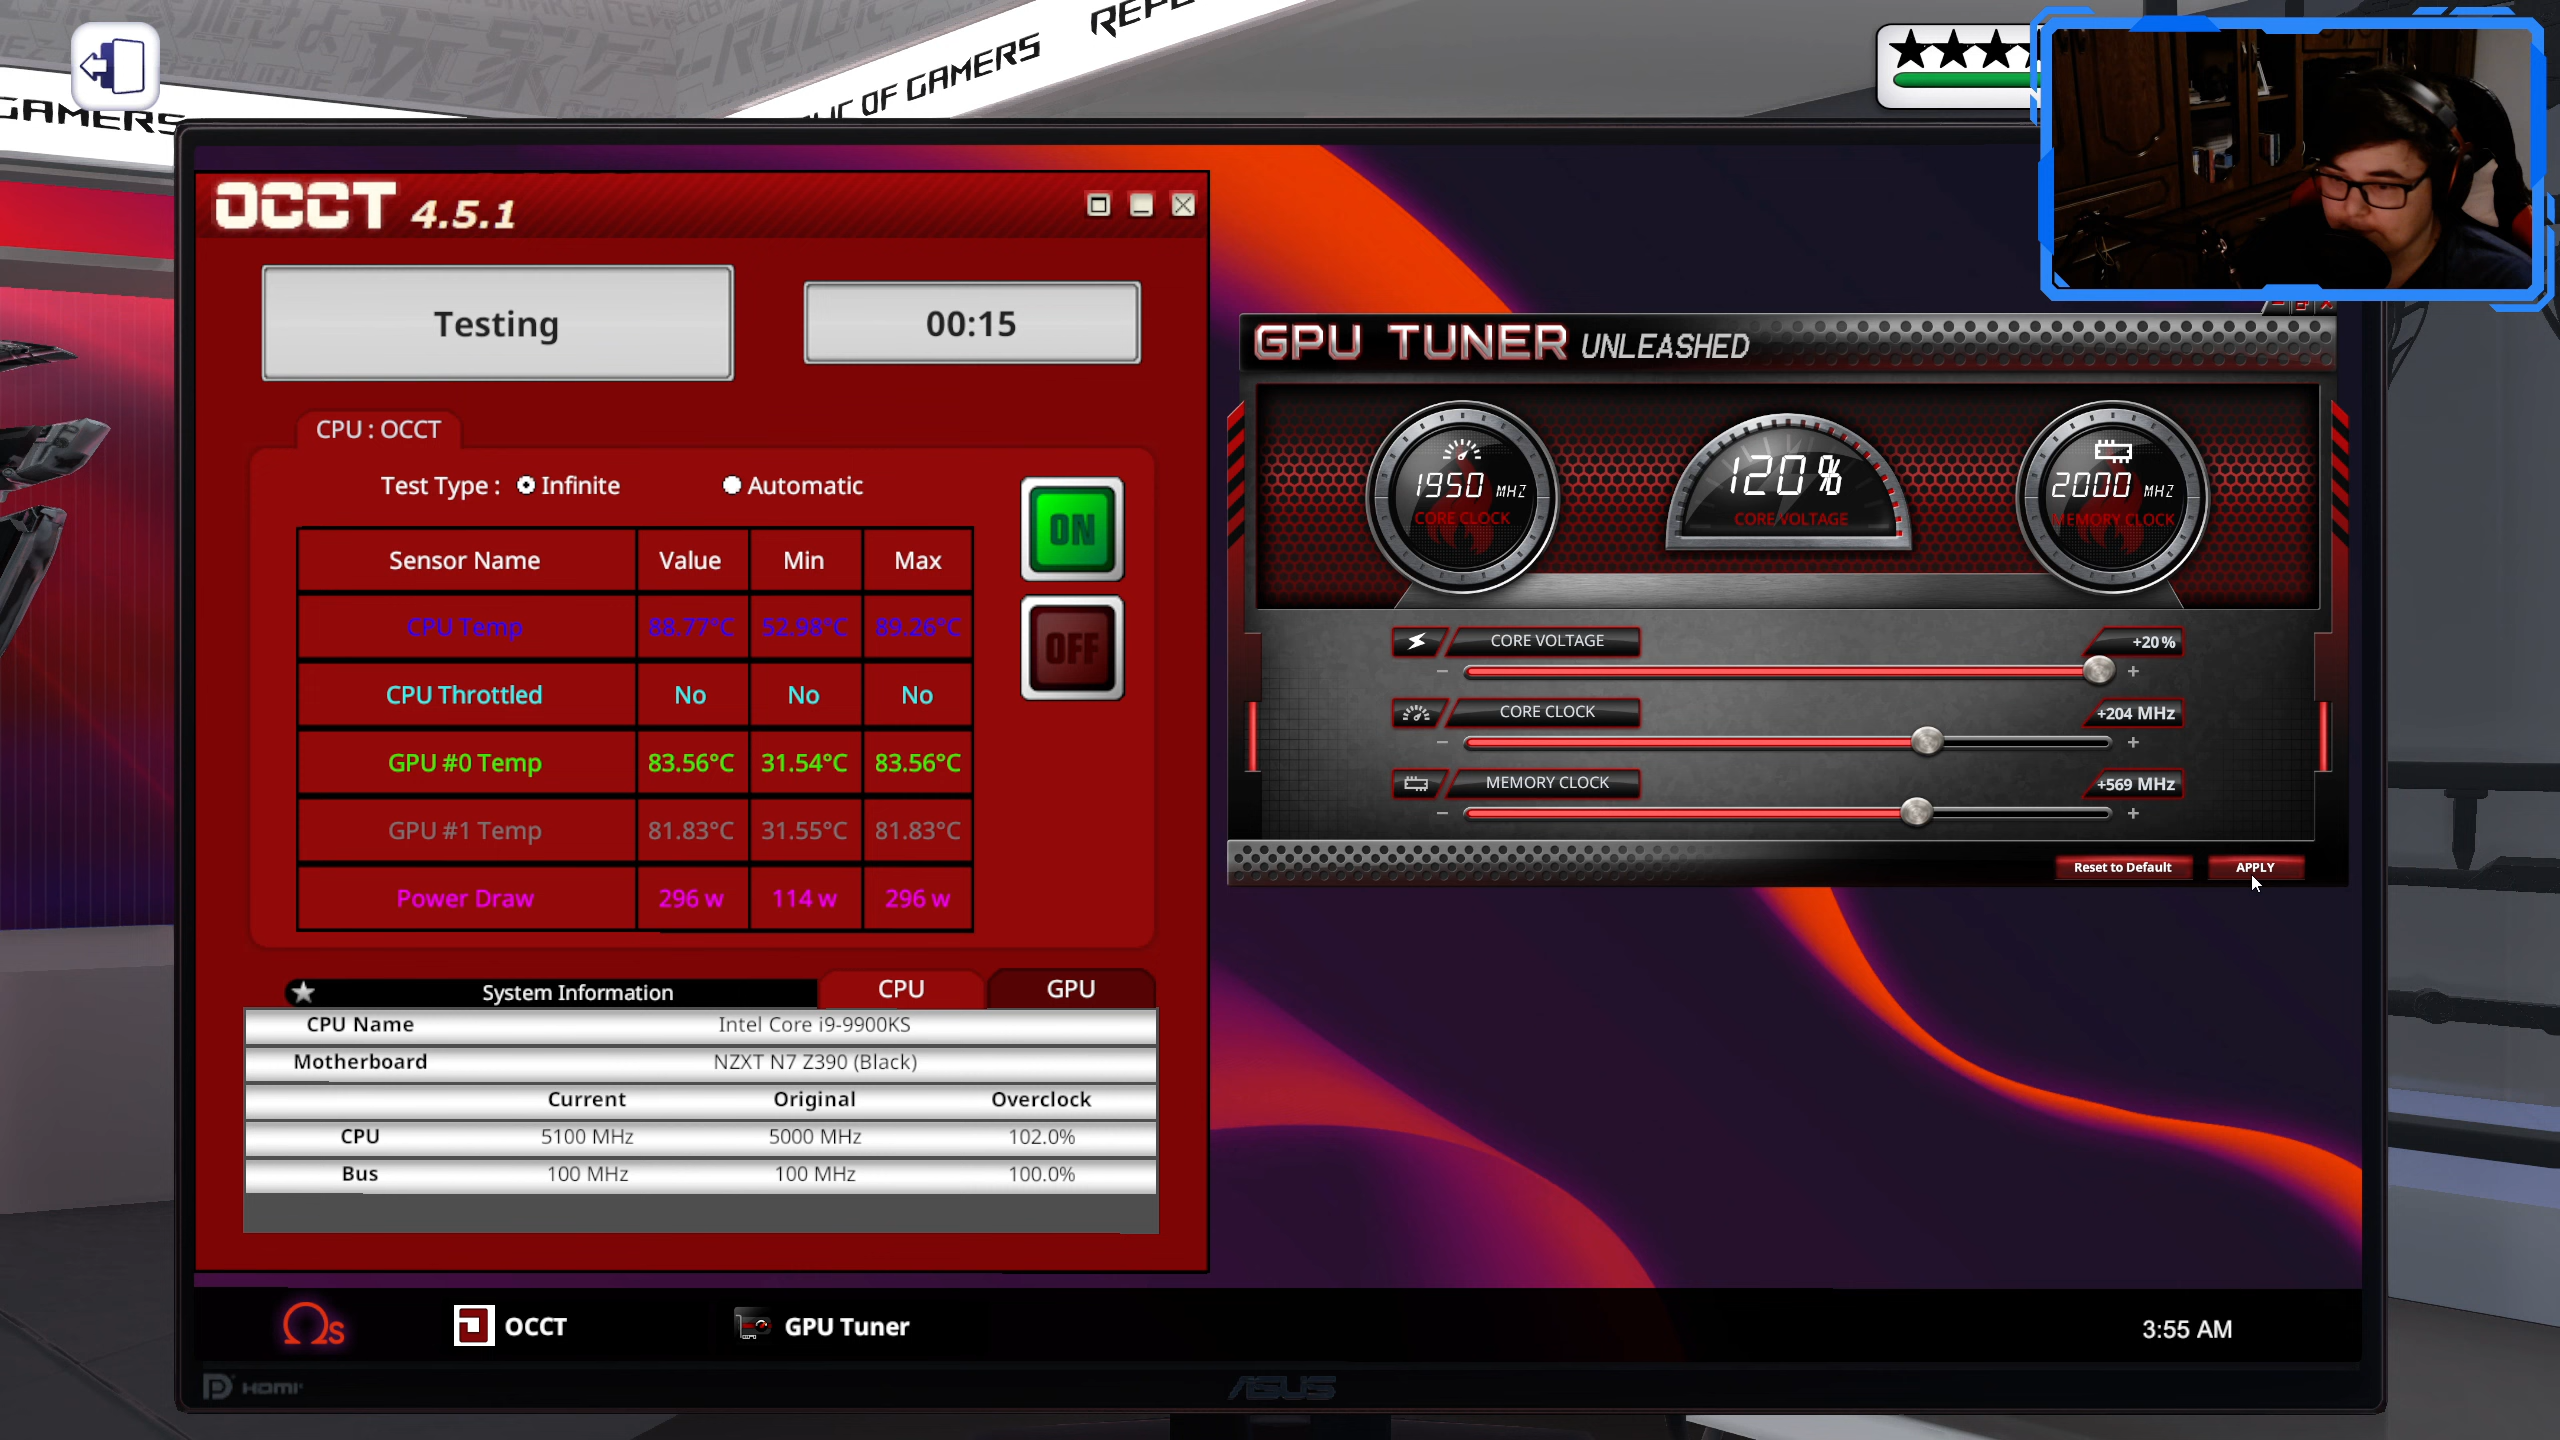 GAMERS
REPU
OF GAMERS
OCCT 4.5.1
Testing
00:15
CPU : OCCT
Test Type : Infinite Automatic
ON
OFF
Sensor Name Value Min Max
CPU Temp 88.77°C 52.98°C 89.26°C
CPU Throttled No No No
GPU #0 Temp 83.56°C 31.54°C 83.56°C
GPU #1 Temp 81.83°C 31.55°C 81.83°C
Power Draw 296 w 114 w 296 w
System Information CPU GPU
CPU Name Intel Core i9-9900KS
Motherboard NZXT N7 Z390 (Black)
Current Original Overclock
CPU 5100 MHz 5000 MHz 102.0%
Bus 100 MHz 100 MHz 100.0%
GPU TUNER UNLEASHED
1950 MHZ
CORE CLOCK
120%
CORE VOLTAGE
2000 MHZ
MEMORY CLOCK
CORE VOLTAGE +20%
- +
CORE CLOCK +204 MHz
- +
MEMORY CLOCK +569 MHz
- +
Reset to Default APPLY
Ωs OCCT GPU Tuner 3:55 AM
HDMI
ASUS